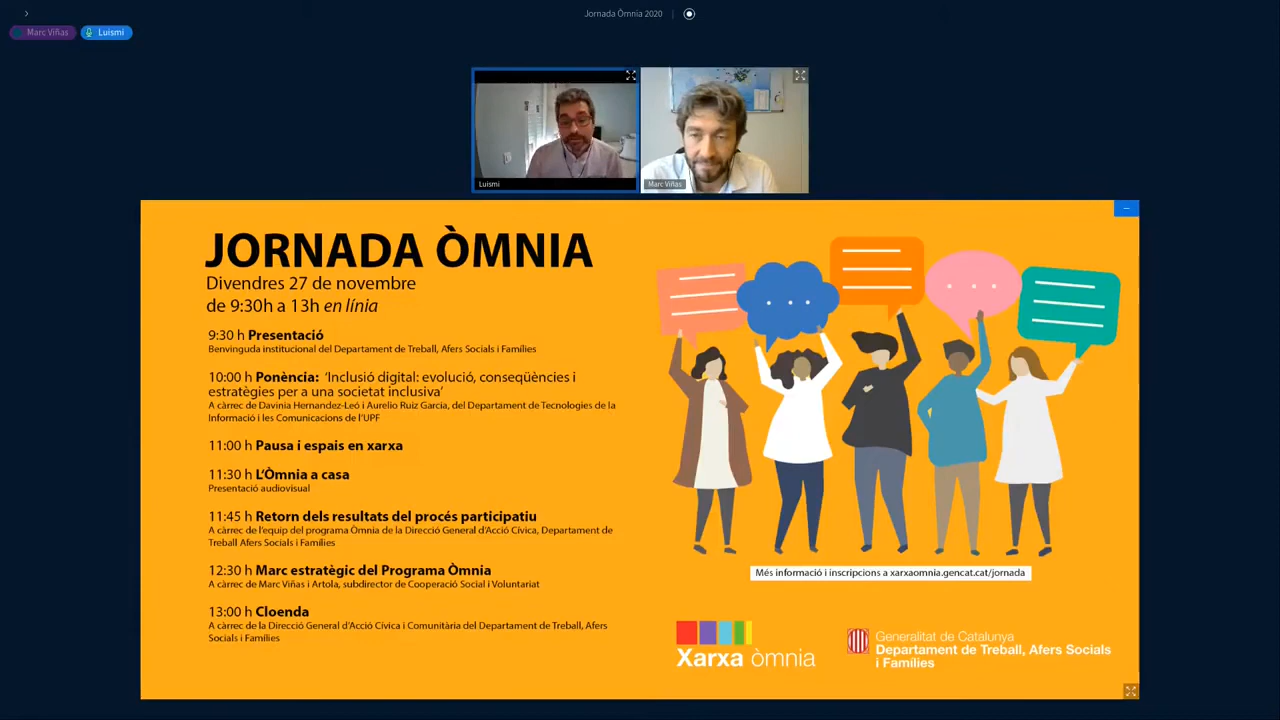 Jornada Òmnia 2020
Marc Viñas
Luismi
Luismi
Marc Viñas
JORNADA ÒMNIA
Divendres 27 de novembre
de 9:30h a 13h en línia
9:30 h Presentació
Benvinguda institucional del Departament de Treball, Afers Socials i Famílies
10:00 h Ponència: ‘Inclusió digital: evolució, conseqüències i
estratègies per a una societat inclusiva’
A càrrec de Davinia Hernandez-Leó i Aurelio Ruiz Garcia, del Departament de Tecnologies de la
Informació i les Comunicacions de l’UPF
11:00 h Pausa i espais en xarxa
11:30 h L’Òmnia a casa
Presentació audiovisual
11:45 h Retorn dels resultats del procés participatiu
A càrrec de l’equip del programa Òmnia de la Direcció General d’Acció Cívica, Departament de
Treball Afers Socials i Famílies
12:30 h Marc estratègic del Programa Òmnia
A càrrec de Marc Viñas i Artola, subdirector de Cooperació Social i Voluntariat
13:00 h Cloenda
A càrrec de la Direcció General d’Acció Cívica i Comunitària del Departament de Treball, Afers
Socials i Famílies
Més informació i inscripcions a xarxaomnia.gencat.cat/jornada
Xarxa òmnia
Generalitat de Catalunya
Departament de Treball, Afers Socials
i Famílies